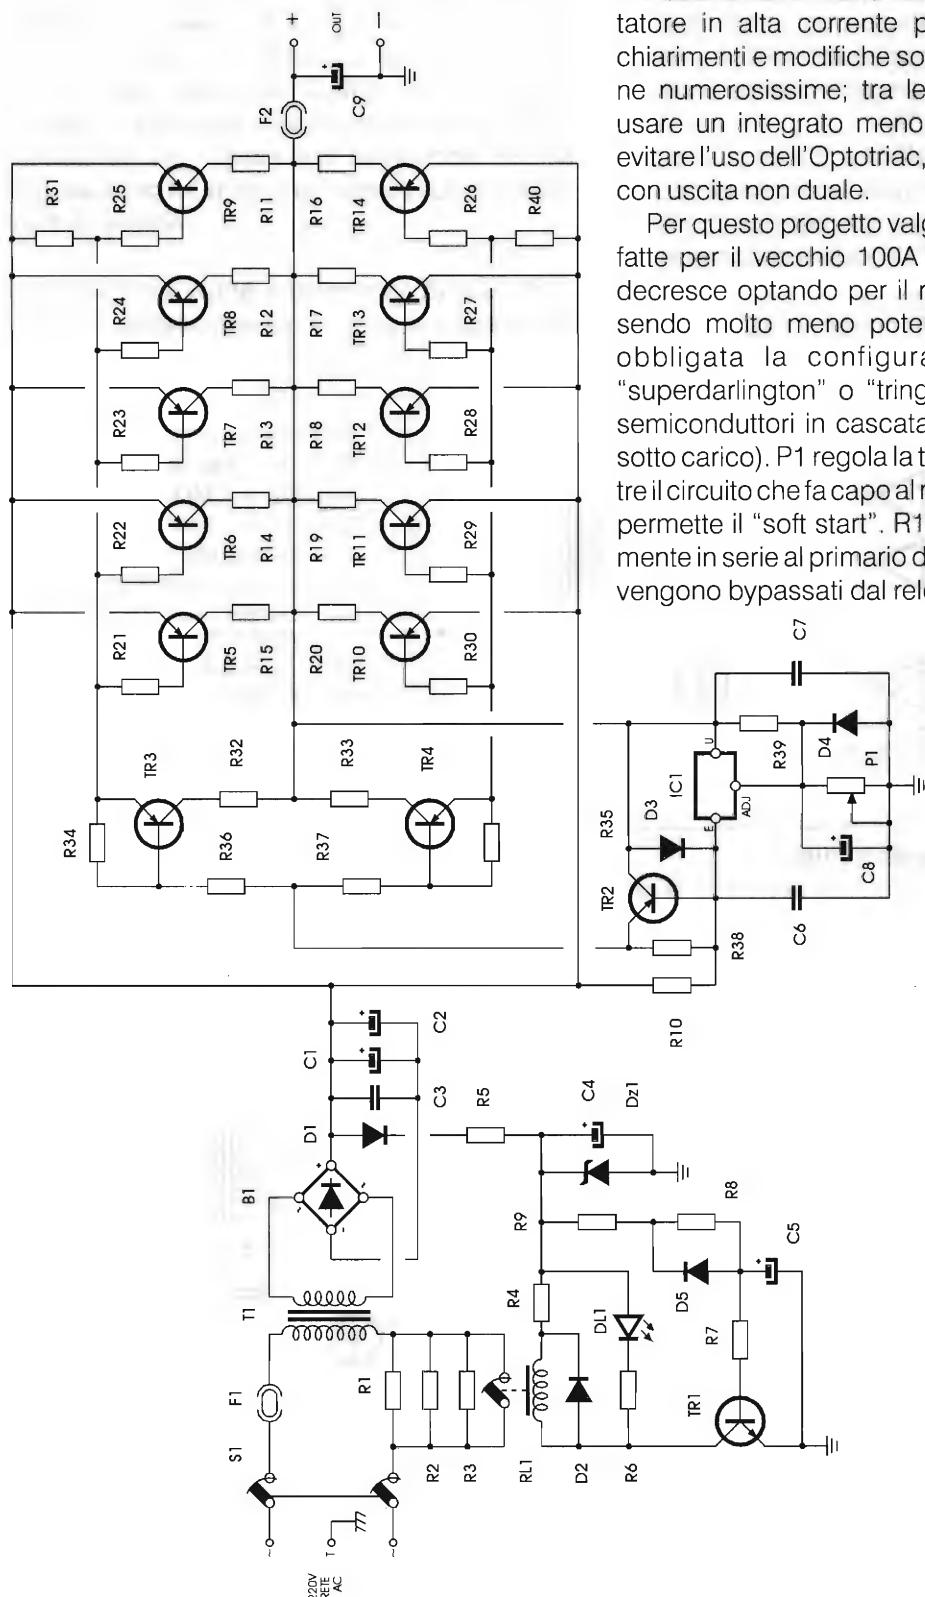 tatore in alta corrente p
chiarimenti e modifiche so
ne numerosissime; tra le
usare un integrato meno
evitare l'uso dell'Optotriac,
con uscita non duale.
Per questo progetto valg
fatte per il vecchio 100A
decresce optando per il r
sendo molto meno pote
obbligata la configura
"superdarlington" o "tring
semiconduttori in cascata
sotto carico). P1 regola la t
tre il circuito che fa capo al r
permette il "soft start". R1
mente in serie al primario d
vengono bypassati dal rele
+ OUT −
F2
+
C9
R31
R25
TR9
R11
R16
TR14
R26
R40
R24
TR8
R12
R17
TR13
R27
R23
TR7
R13
R18
TR12
R28
R22
TR6
R14
R19
TR11
R29
R21
TR5
R15
R20
TR10
R30
TR3
R32
R33
TR4
R34
R36
R37
C7
R39
D4
P1
U
IC1
ADJ
E
R35
D3
+
C8
TR2
C6
R38
R10
+
C2
+
C1
C3
D1
R5
+
C4
Dz1
B1
+
~
-
~
R9
R8
+
C5
T1
R4
DL1
D5
R7
F1
R1
TR1
S1
R2
R3
RL1
D2
R6
~
T
~
220V
RETE
AC